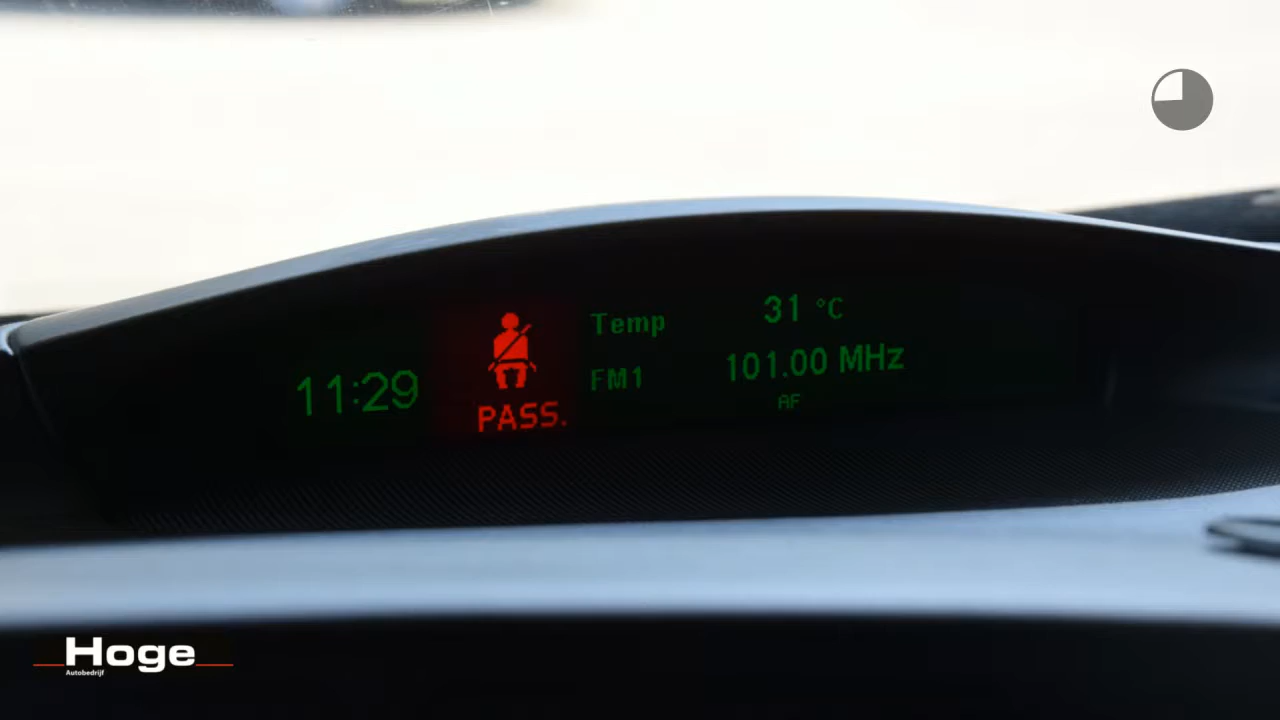 Temp 31 °C
11:29
FM1 101.00 MHz
AF
PASS.
Hoge
Autobedrijf